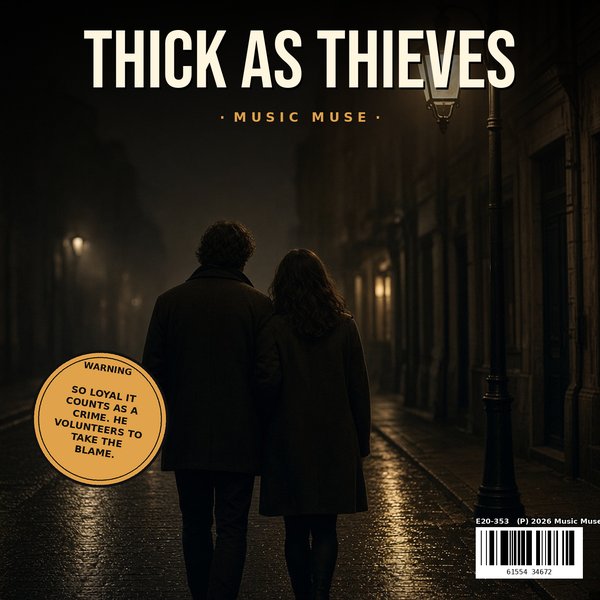 THICK AS THIEVES
· MUSIC MUSE ·
WARNING
SO LOYAL IT
COUNTS AS A
CRIME. HE
VOLUNTEERS TO
TAKE THE
BLAME.
E20-353 (P) 2026 Music Muse
61554 34672